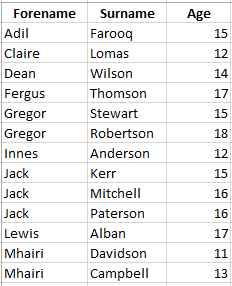 Forename Surname Age
Adil Farooq 15
Claire Lomas 12
Dean Wilson 14
Fergus Thomson 17
Gregor Stewart 15
Gregor Robertson 18
Innes Anderson 12
Jack Kerr 15
Jack Mitchell 16
Jack Paterson 16
Lewis Alban 17
Mhairi Davidson 11
Mhairi Campbell 13